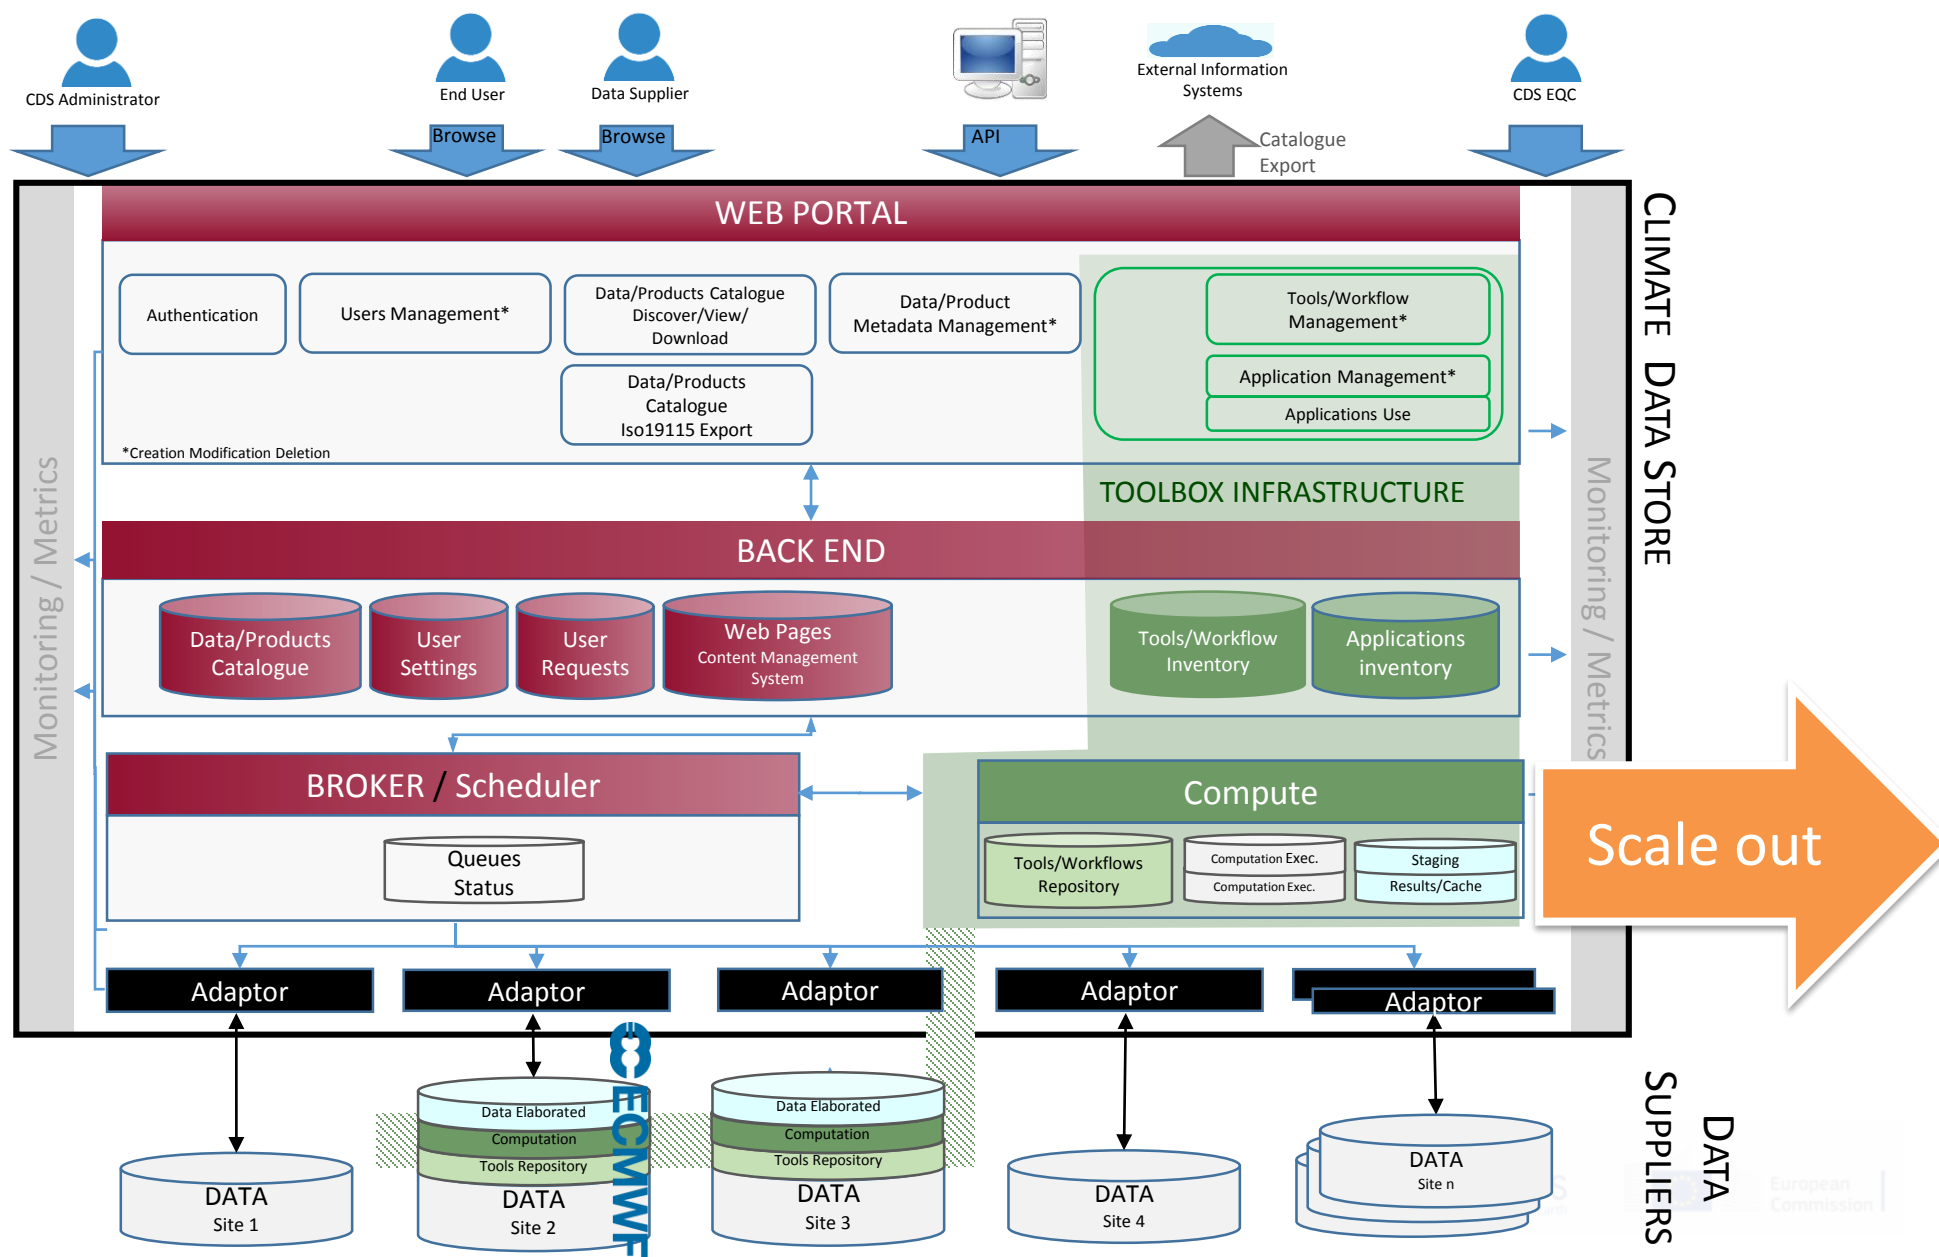 CDS Administrator
End User
Data Supplier
External Information
Systems
CDS EQC
Browse
Browse
API
Catalogue
Export
WEB PORTAL
Authentication
Users Management*
Data/Products Catalogue
Discover/View/
Download
Data/Product
Metadata Management*
Tools/Workflow
Management*
Data/Products
Catalogue
Iso19115 Export
Application Management*
Applications Use
*Creation Modification Deletion
TOOLBOX INFRASTRUCTURE
BACK END
Data/Products
Catalogue
User
Settings
User
Requests
Web Pages
Content Management
System
Tools/Workflow
Inventory
Applications
inventory
BROKER / Scheduler
Queues
Status
Compute
Tools/Workflows
Repository
Computation Exec.
Computation Exec.
Staging
Results/Cache
Scale out
Monitoring / Metrics
Monitoring / Metrics
CLIMATE DATA STORE
Adaptor
Adaptor
Adaptor
Adaptor
Adaptor
DATA
Site 1
Data Elaborated
Computation
Tools Repository
DATA
Site 2
ECMWF
Data Elaborated
Computation
Tools Repository
DATA
Site 3
DATA
Site 4
DATA
Site n
DATA
SUPPLIERS
European
Commission